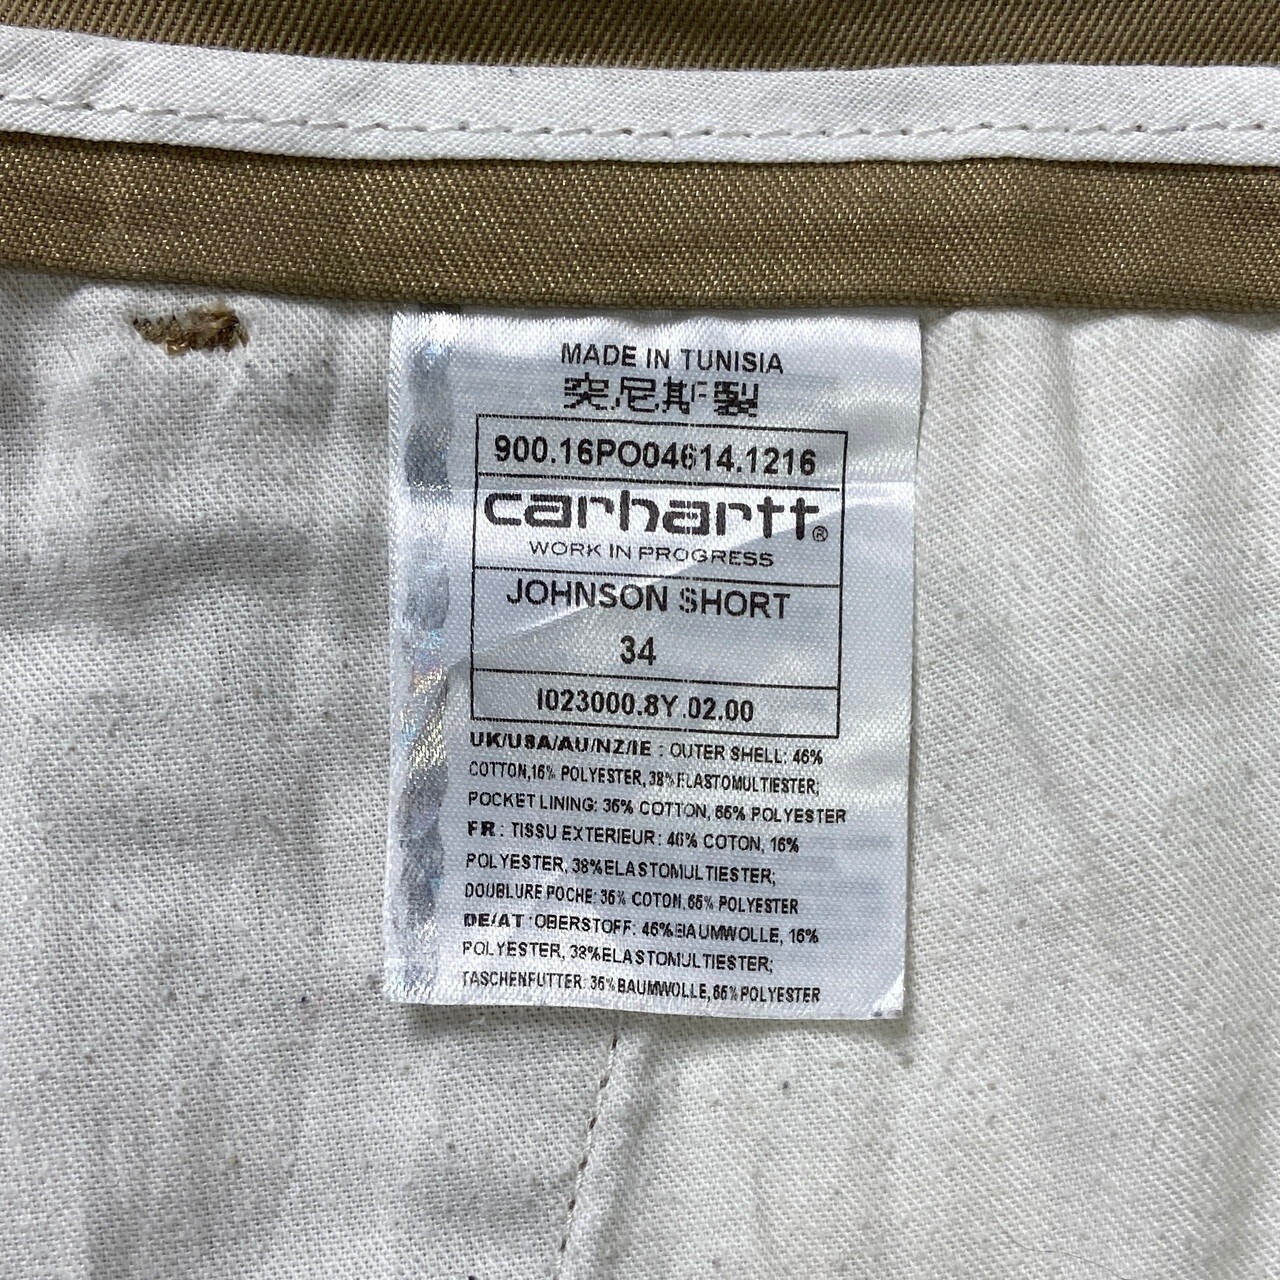 MADE IN TUNISIA
突尼斯製
900.16PO04614.1216
carhartt®
WORK IN PROGRESS
JOHNSON SHORT
34
I023000.8Y.02.00
UK/USA/AU/NZ/IE : OUTER SHELL: 46%
COTTON,16% POLYESTER, 38%ELASTOMULTIESTER;
POCKET LINING: 35% COTTON, 65% POLYESTER
FR : TISSU EXTERIEUR: 46% COTON, 16%
POLYESTER, 38%ELASTOMULTIESTER;
DOUBLURE POCHE: 35% COTON, 65% POLYESTER
DE/AT :OBERSTOFF: 46%BAUMWOLLE, 16%
POLYESTER, 38%ELASTOMULTIESTER;
TASCHENFUTTER: 35%BAUMWOLLE, 65%POLYESTER